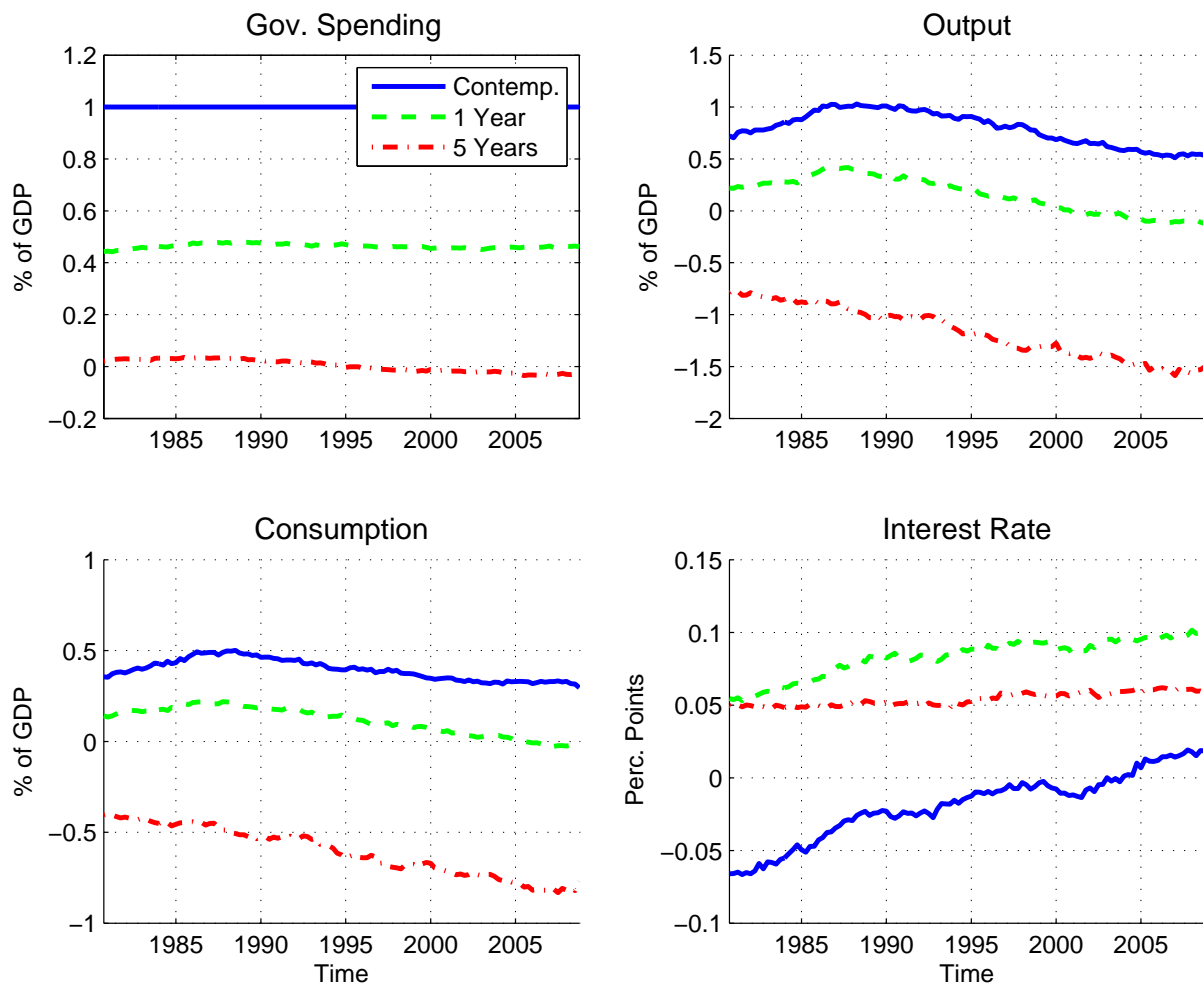 Gov. Spending
1.2
1
0.8
0.6
0.4
0.2
0
−0.2
% of GDP
Contemp.
1 Year
5 Years
1985 1990 1995 2000 2005
Output
1.5
1
0.5
0
−0.5
−1
−1.5
−2
% of GDP
1985 1990 1995 2000 2005
Consumption
1
0.5
0
−0.5
−1
% of GDP
1985 1990 1995 2000 2005
Time
Interest Rate
0.15
0.1
0.05
0
−0.05
−0.1
Perc. Points
1985 1990 1995 2000 2005
Time